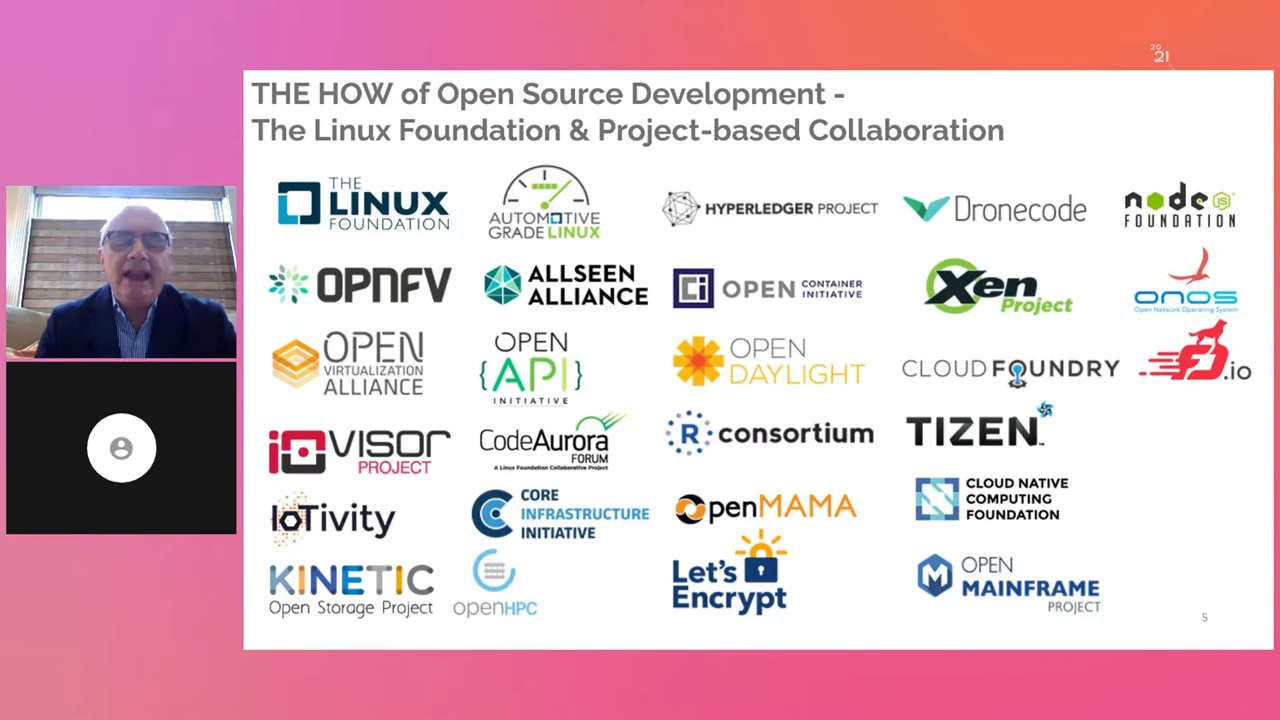 20
21
THE HOW of Open Source Development -
The Linux Foundation & Project-based Collaboration
THE
LINUX
FOUNDATION
AUTOMOTIVE
GRADE LINUX
HYPERLEDGER PROJECT
Dronecode
node
JS
FOUNDATION
OPNFV
ALLSEEN
ALLIANCE
OPEN CONTAINER
INITIATIVE
Xen
Project
onos
Open Network Operating System
OPEN
VIRTUALIZATION
ALLIANCE
OPEN
{API}
INITIATIVE
OPEN
DAYLIGHT
CLOUD FOUNDRY
FD.io
iO VISOR
PROJECT
CodeAurora
FORUM
A Linux Foundation Collaborative Project
R consortium
TIZEN™
IoTivity
CORE
INFRASTRUCTURE
INITIATIVE
OpenMAMA
CLOUD NATIVE
COMPUTING
FOUNDATION
KINETIC
Open Storage Project
openHPC
Let's
Encrypt
OPEN
MAINFRAME
PROJECT
5